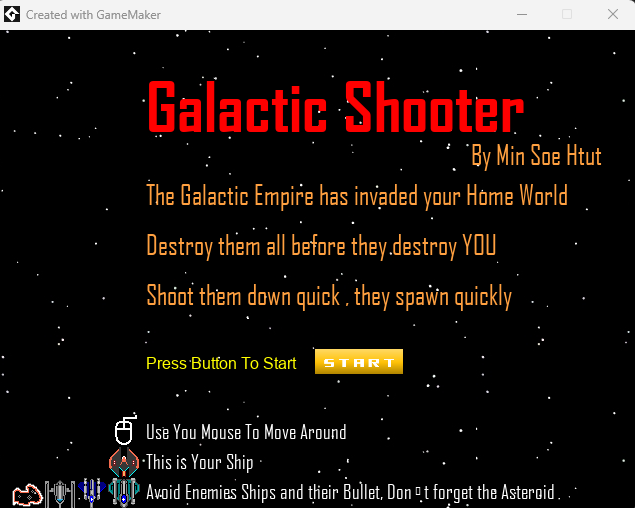 Created with GameMaker
Galactic Shooter
By Min Soe Htut
The Galactic Empire has invaded your Home World
Destroy them all before they destroy YOU
Shoot them down quick , they spawn quickly
Press Button To Start START
Use You Mouse To Move Around
This is Your Ship
Avoid Enemies Ships and their Bullet, Don▯t forget the Asteroid .